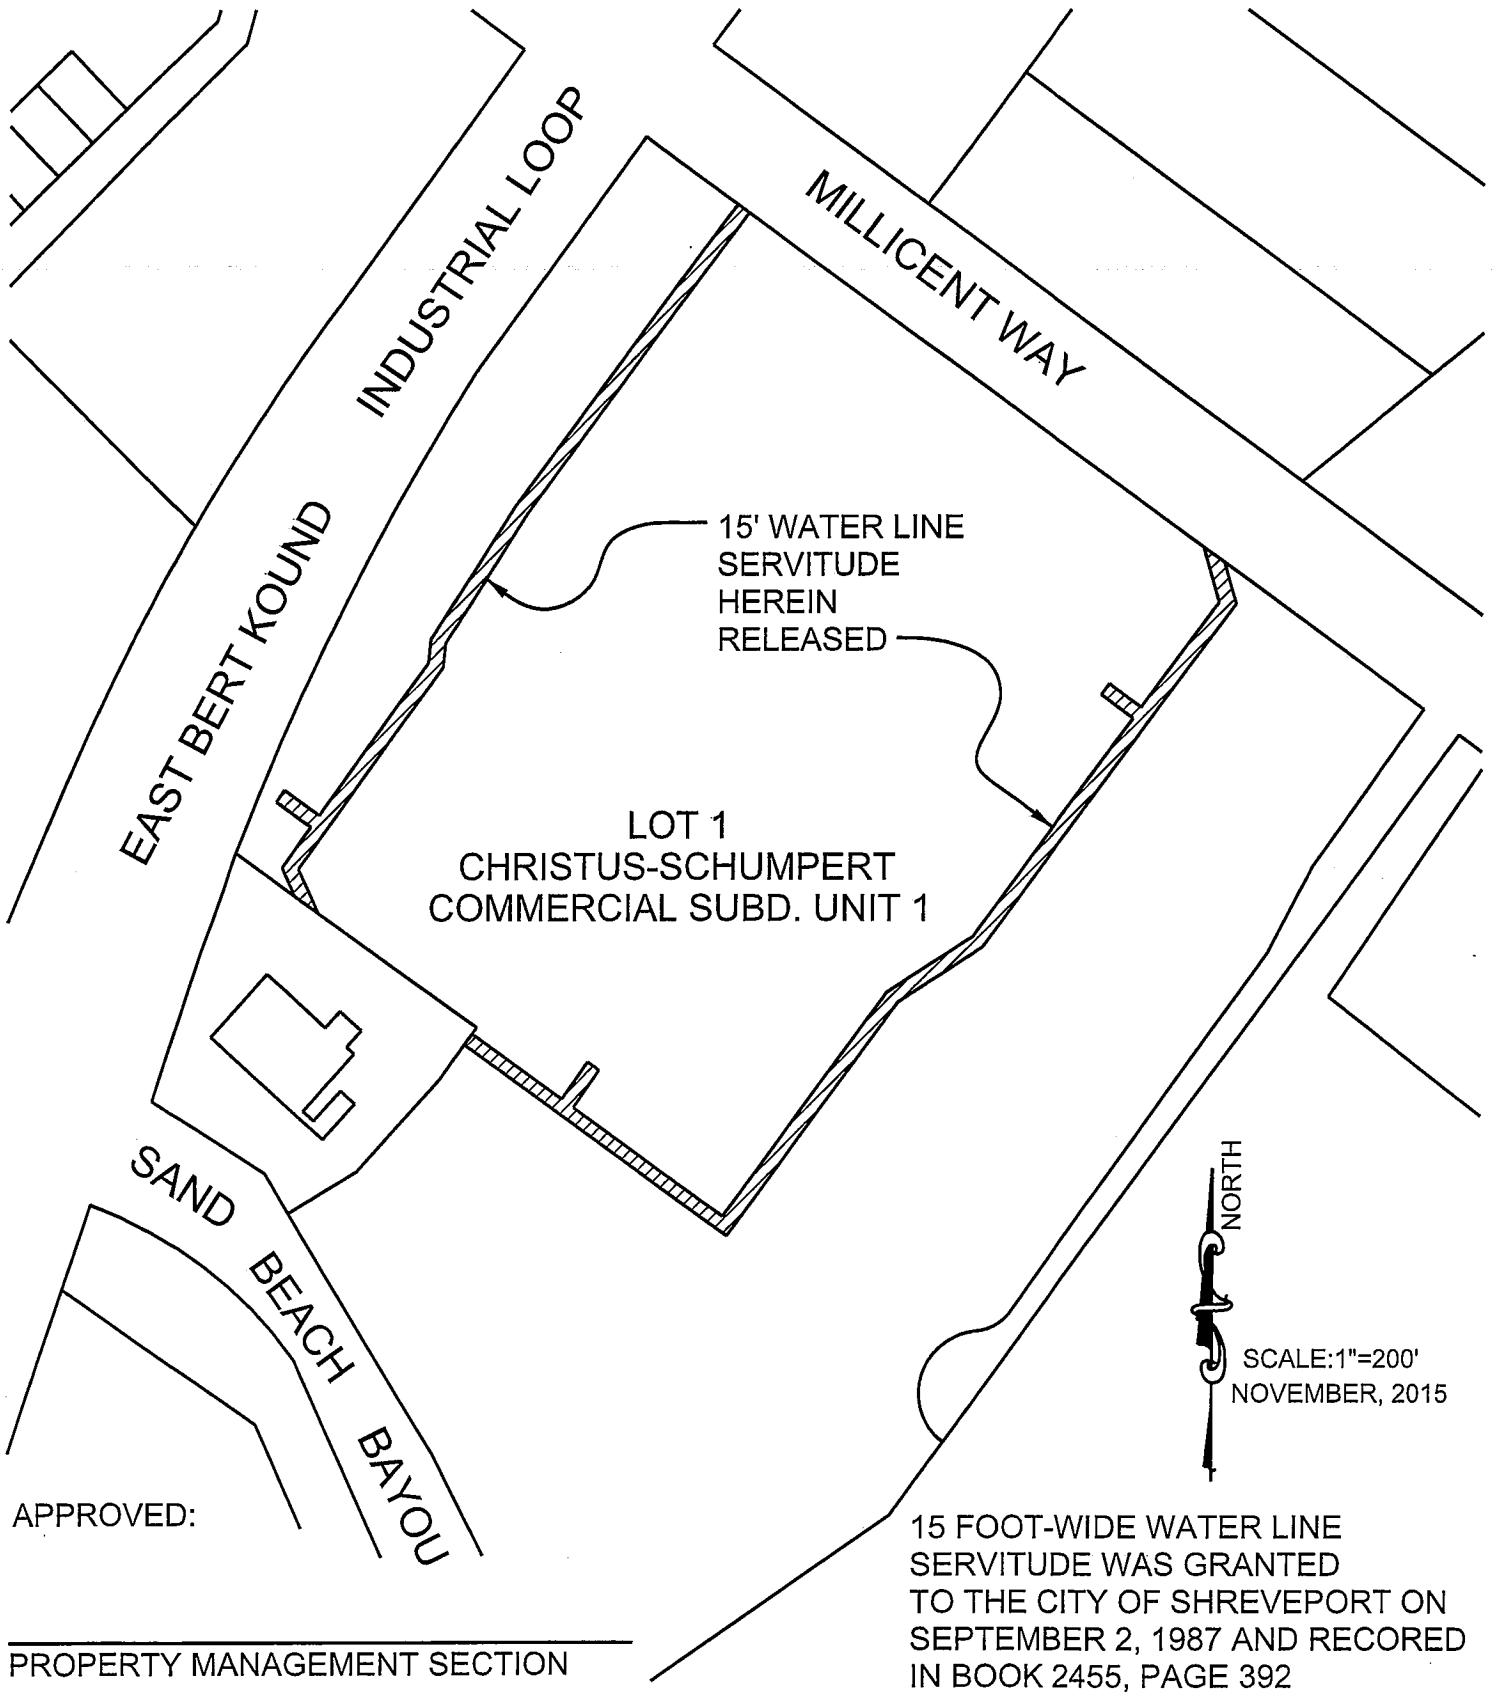 EAST BERT KOUND INDUSTRIAL LOOP
MILLICENT WAY
15' WATER LINE
SERVITUDE
HEREIN
RELEASED
LOT 1
CHRISTUS-SCHUMPERT
COMMERCIAL SUBD. UNIT 1
SAND BEACH BAYOU
NORTH
SCALE:1"=200'
NOVEMBER, 2015
APPROVED:
PROPERTY MANAGEMENT SECTION
15 FOOT-WIDE WATER LINE
SERVITUDE WAS GRANTED
TO THE CITY OF SHREVEPORT ON
SEPTEMBER 2, 1987 AND RECORED
IN BOOK 2455, PAGE 392